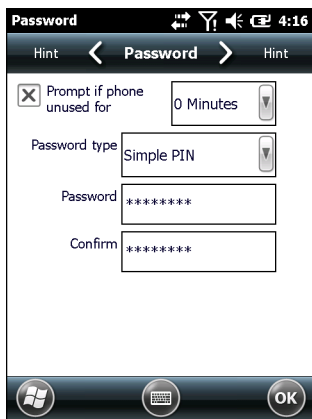 Password 4:16
Hint Password Hint
Prompt if phone
unused for
0 Minutes
Password type
Simple PIN
Password ********
Confirm ********
OK